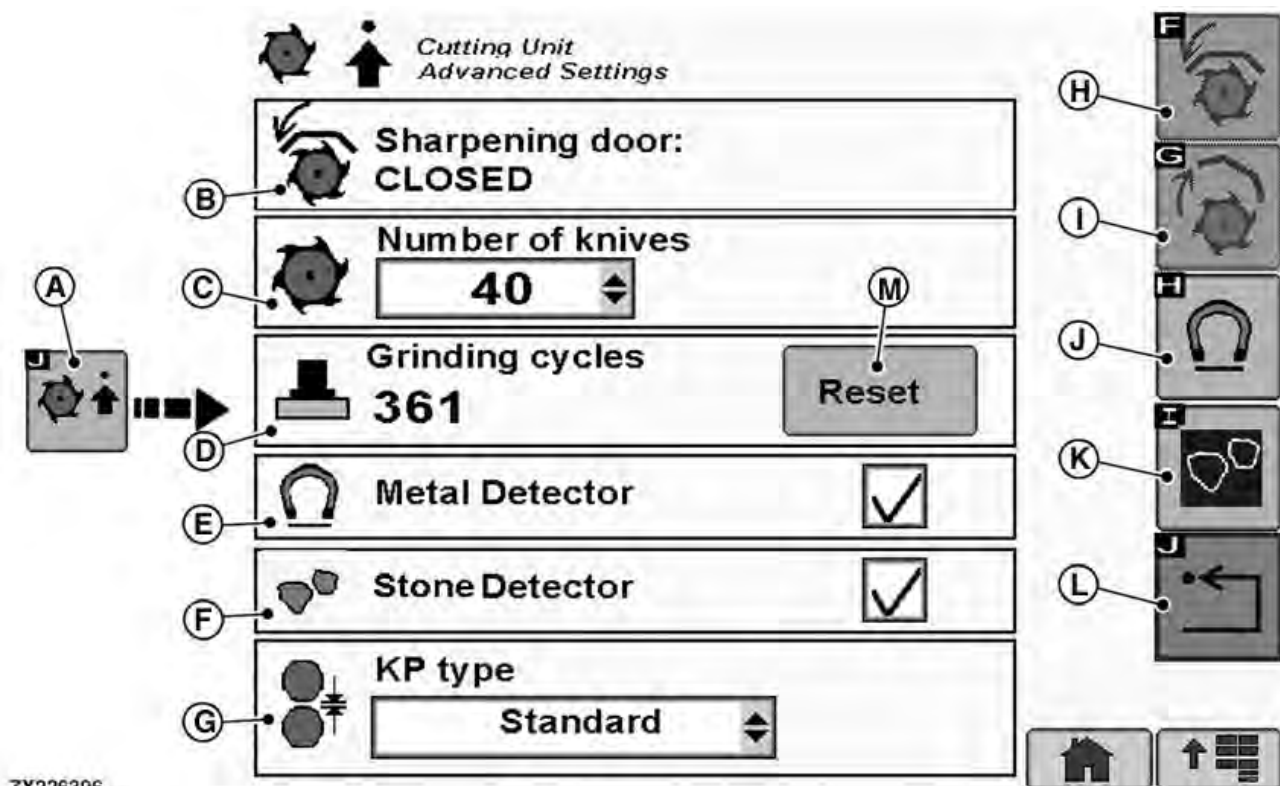 Cutting Unit
Advanced Settings
F
H
Sharpening door:
CLOSED
B
G
I
Number of knives
40
C
A
M
H
J
J
Grinding cycles
361
Reset
D
I
K
Metal Detector
E
J
Stone Detector
F
L
KP type
Standard
G